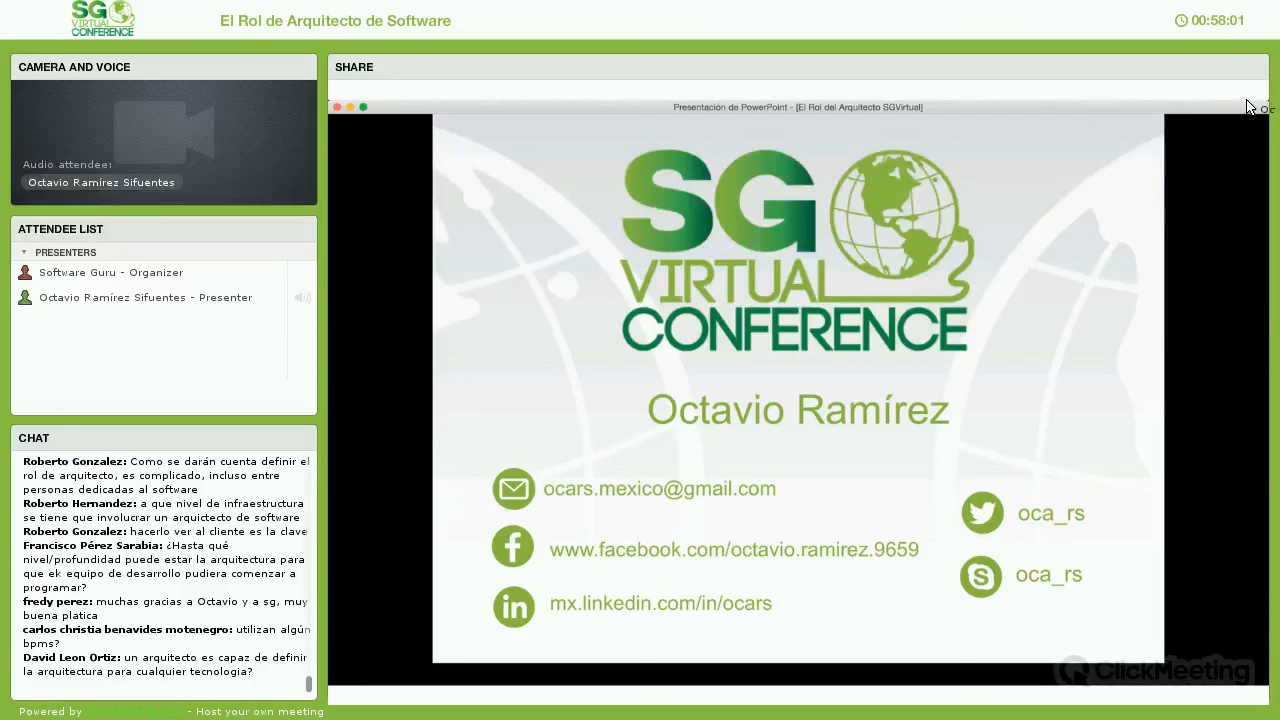 SG VIRTUAL CONFERENCE
El Rol de Arquitecto de Software
00:58:01
CAMERA AND VOICE
Audio attendee:
Octavio Ramírez Sifuentes
ATTENDEE LIST
PRESENTERS
Software Guru - Organizer
Octavio Ramírez Sifuentes - Presenter
CHAT
Roberto Gonzalez: Como se darán cuenta definir el
rol de arquitecto, es complicado, incluso entre
personas dedicadas al software
Roberto Hernandez: a que nivel de infraestructura
se tiene que involucrar un arquictecto de software
Roberto Gonzalez: hacerlo ver al cliente es la clave
Francisco Pérez Sarabia: ¿Hasta qué
nivel/profundidad puede estar la arquitectura para
que ek equipo de desarrollo pudiera comenzar a
programar?
fredy perez: muchas gracias a Octavio y a sg, muy
buena platica
carlos christia benavides motenegro: utilizan algún
bpms?
David Leon Ortiz: un arquitecto es capaz de definir
la arquitectura para cualquier tecnologia?
Powered by
- Host your own meeting
SHARE
Presentación de PowerPoint - [El Rol del Arquitecto SGVirtual]
Oc
SG
VIRTUAL
CONFERENCE
Octavio Ramírez
ocars.mexico@gmail.com
www.facebook.com/octavio.ramirez.9659
mx.linkedin.com/in/ocars
oca_rs
oca_rs
ClickMeeting